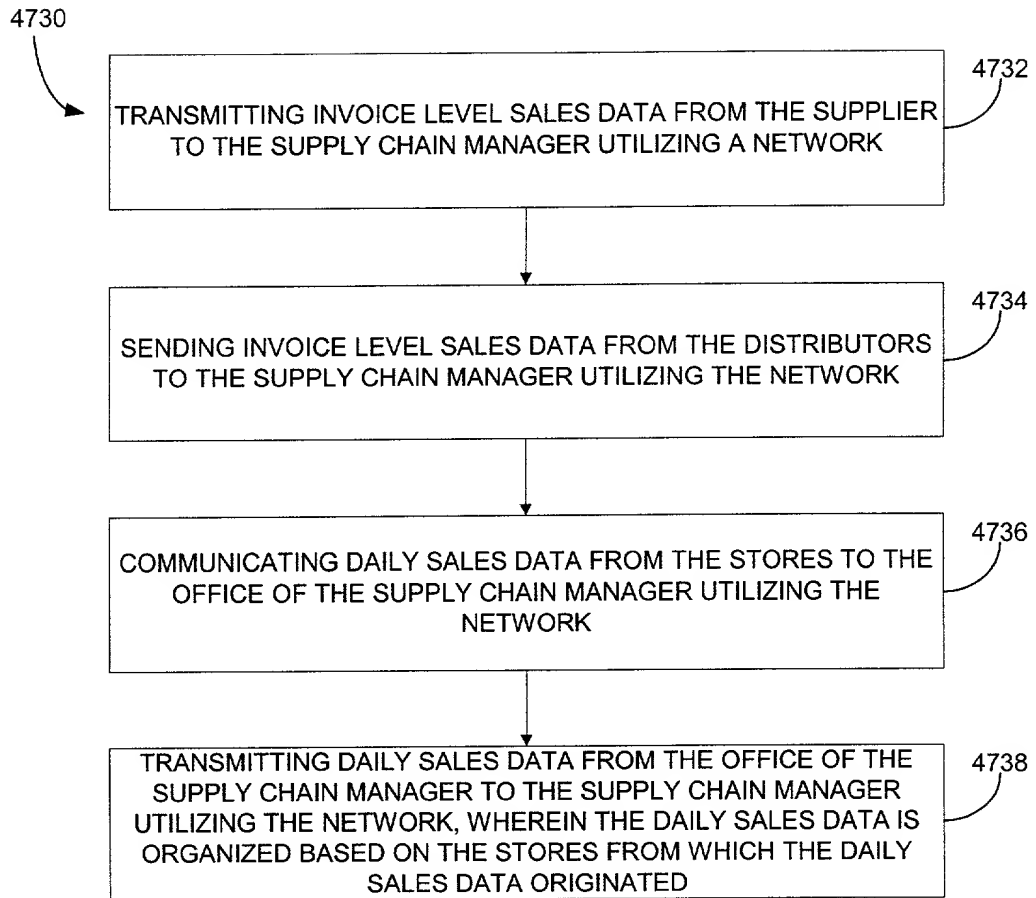 4730
4732
TRANSMITTING INVOICE LEVEL SALES DATA FROM THE SUPPLIER
TO THE SUPPLY CHAIN MANAGER UTILIZING A NETWORK
4734
SENDING INVOICE LEVEL SALES DATA FROM THE DISTRIBUTORS
TO THE SUPPLY CHAIN MANAGER UTILIZING THE NETWORK
4736
COMMUNICATING DAILY SALES DATA FROM THE STORES TO THE
OFFICE OF THE SUPPLY CHAIN MANAGER UTILIZING THE
NETWORK
4738
TRANSMITTING DAILY SALES DATA FROM THE OFFICE OF THE
SUPPLY CHAIN MANAGER TO THE SUPPLY CHAIN MANAGER
UTILIZING THE NETWORK, WHEREIN THE DAILY SALES DATA IS
ORGANIZED BASED ON THE STORES FROM WHICH THE DAILY
SALES DATA ORIGINATED